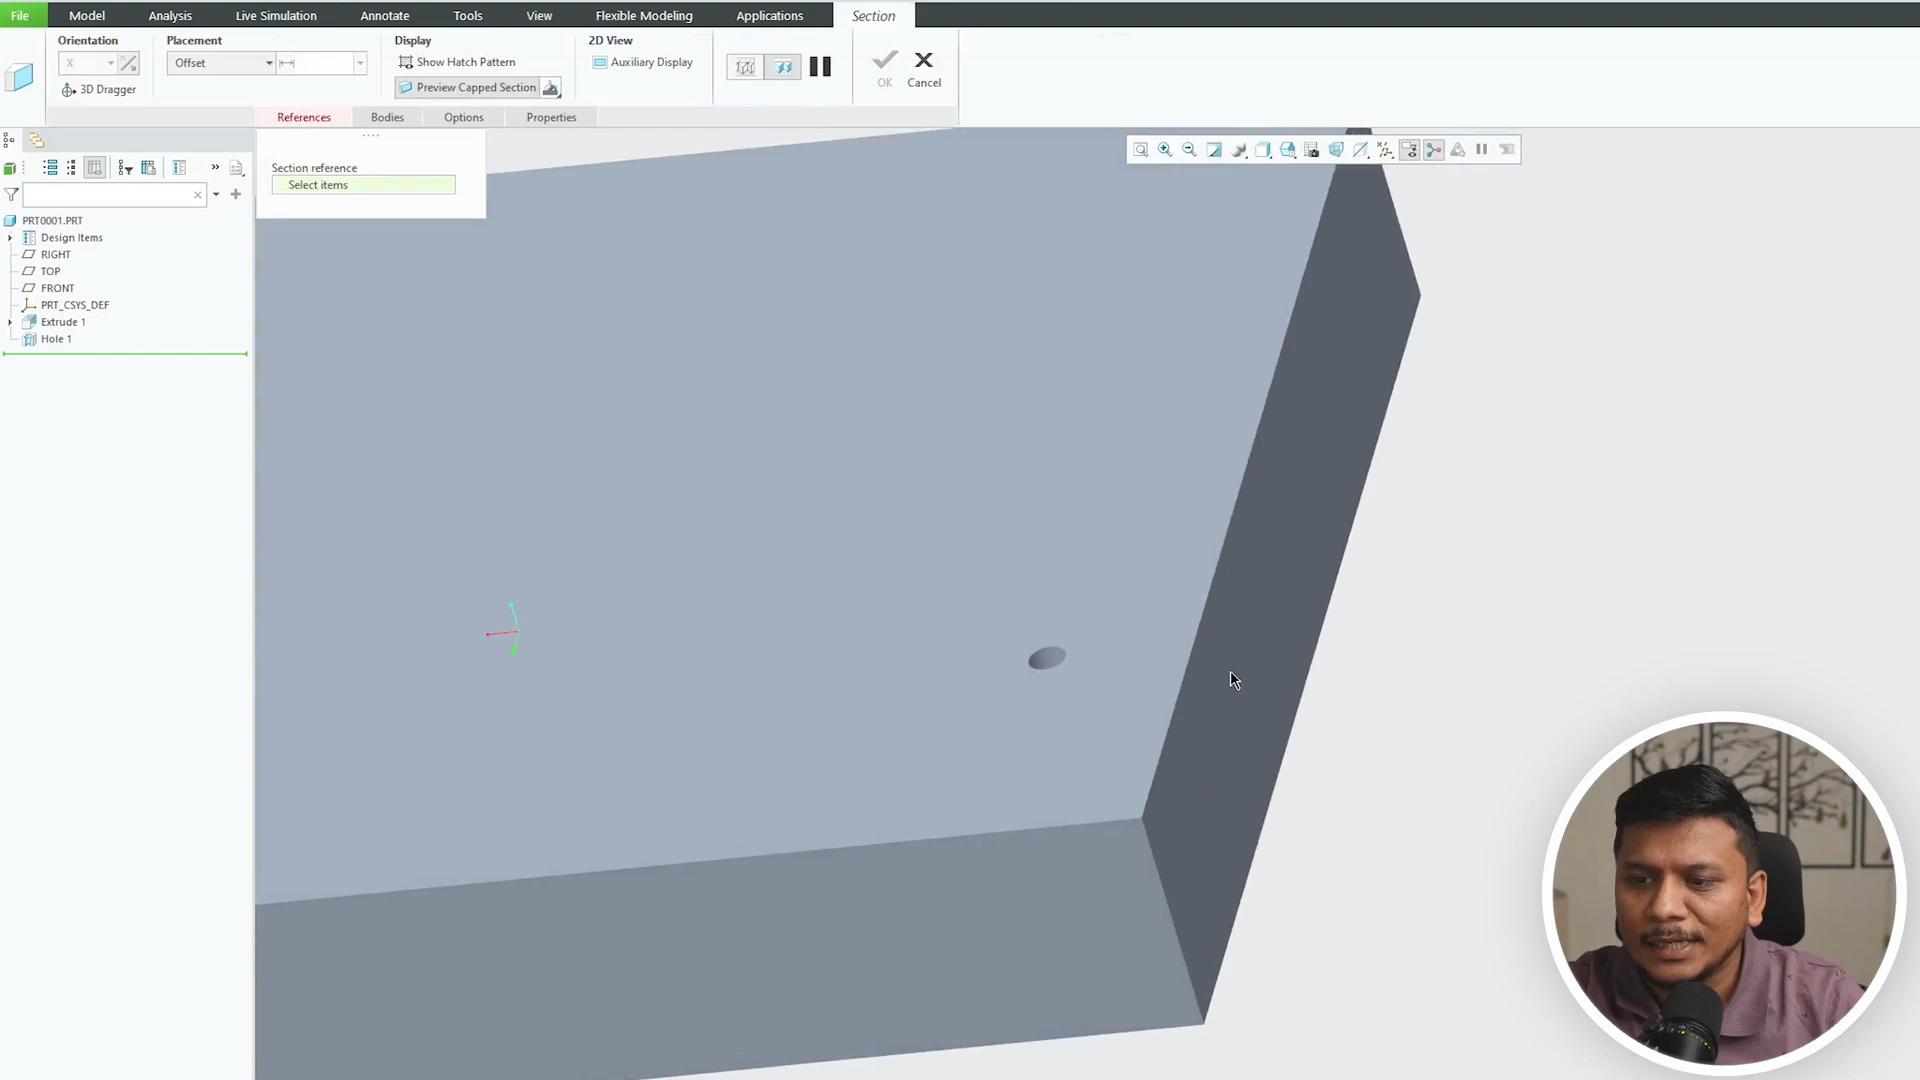 File Model Analysis Live Simulation Annotate Tools View Flexible Modeling Applications Section
Orientation Placement Display 2D View
X Offset Show Hatch Pattern Auxiliary Display
3D Dragger Preview Capped Section OK Cancel
References Bodies Options Properties
Section reference
Select items
PRT0001.PRT
Design Items
RIGHT
TOP
FRONT
PRT_CSYS_DEF
Extrude 1
Hole 1